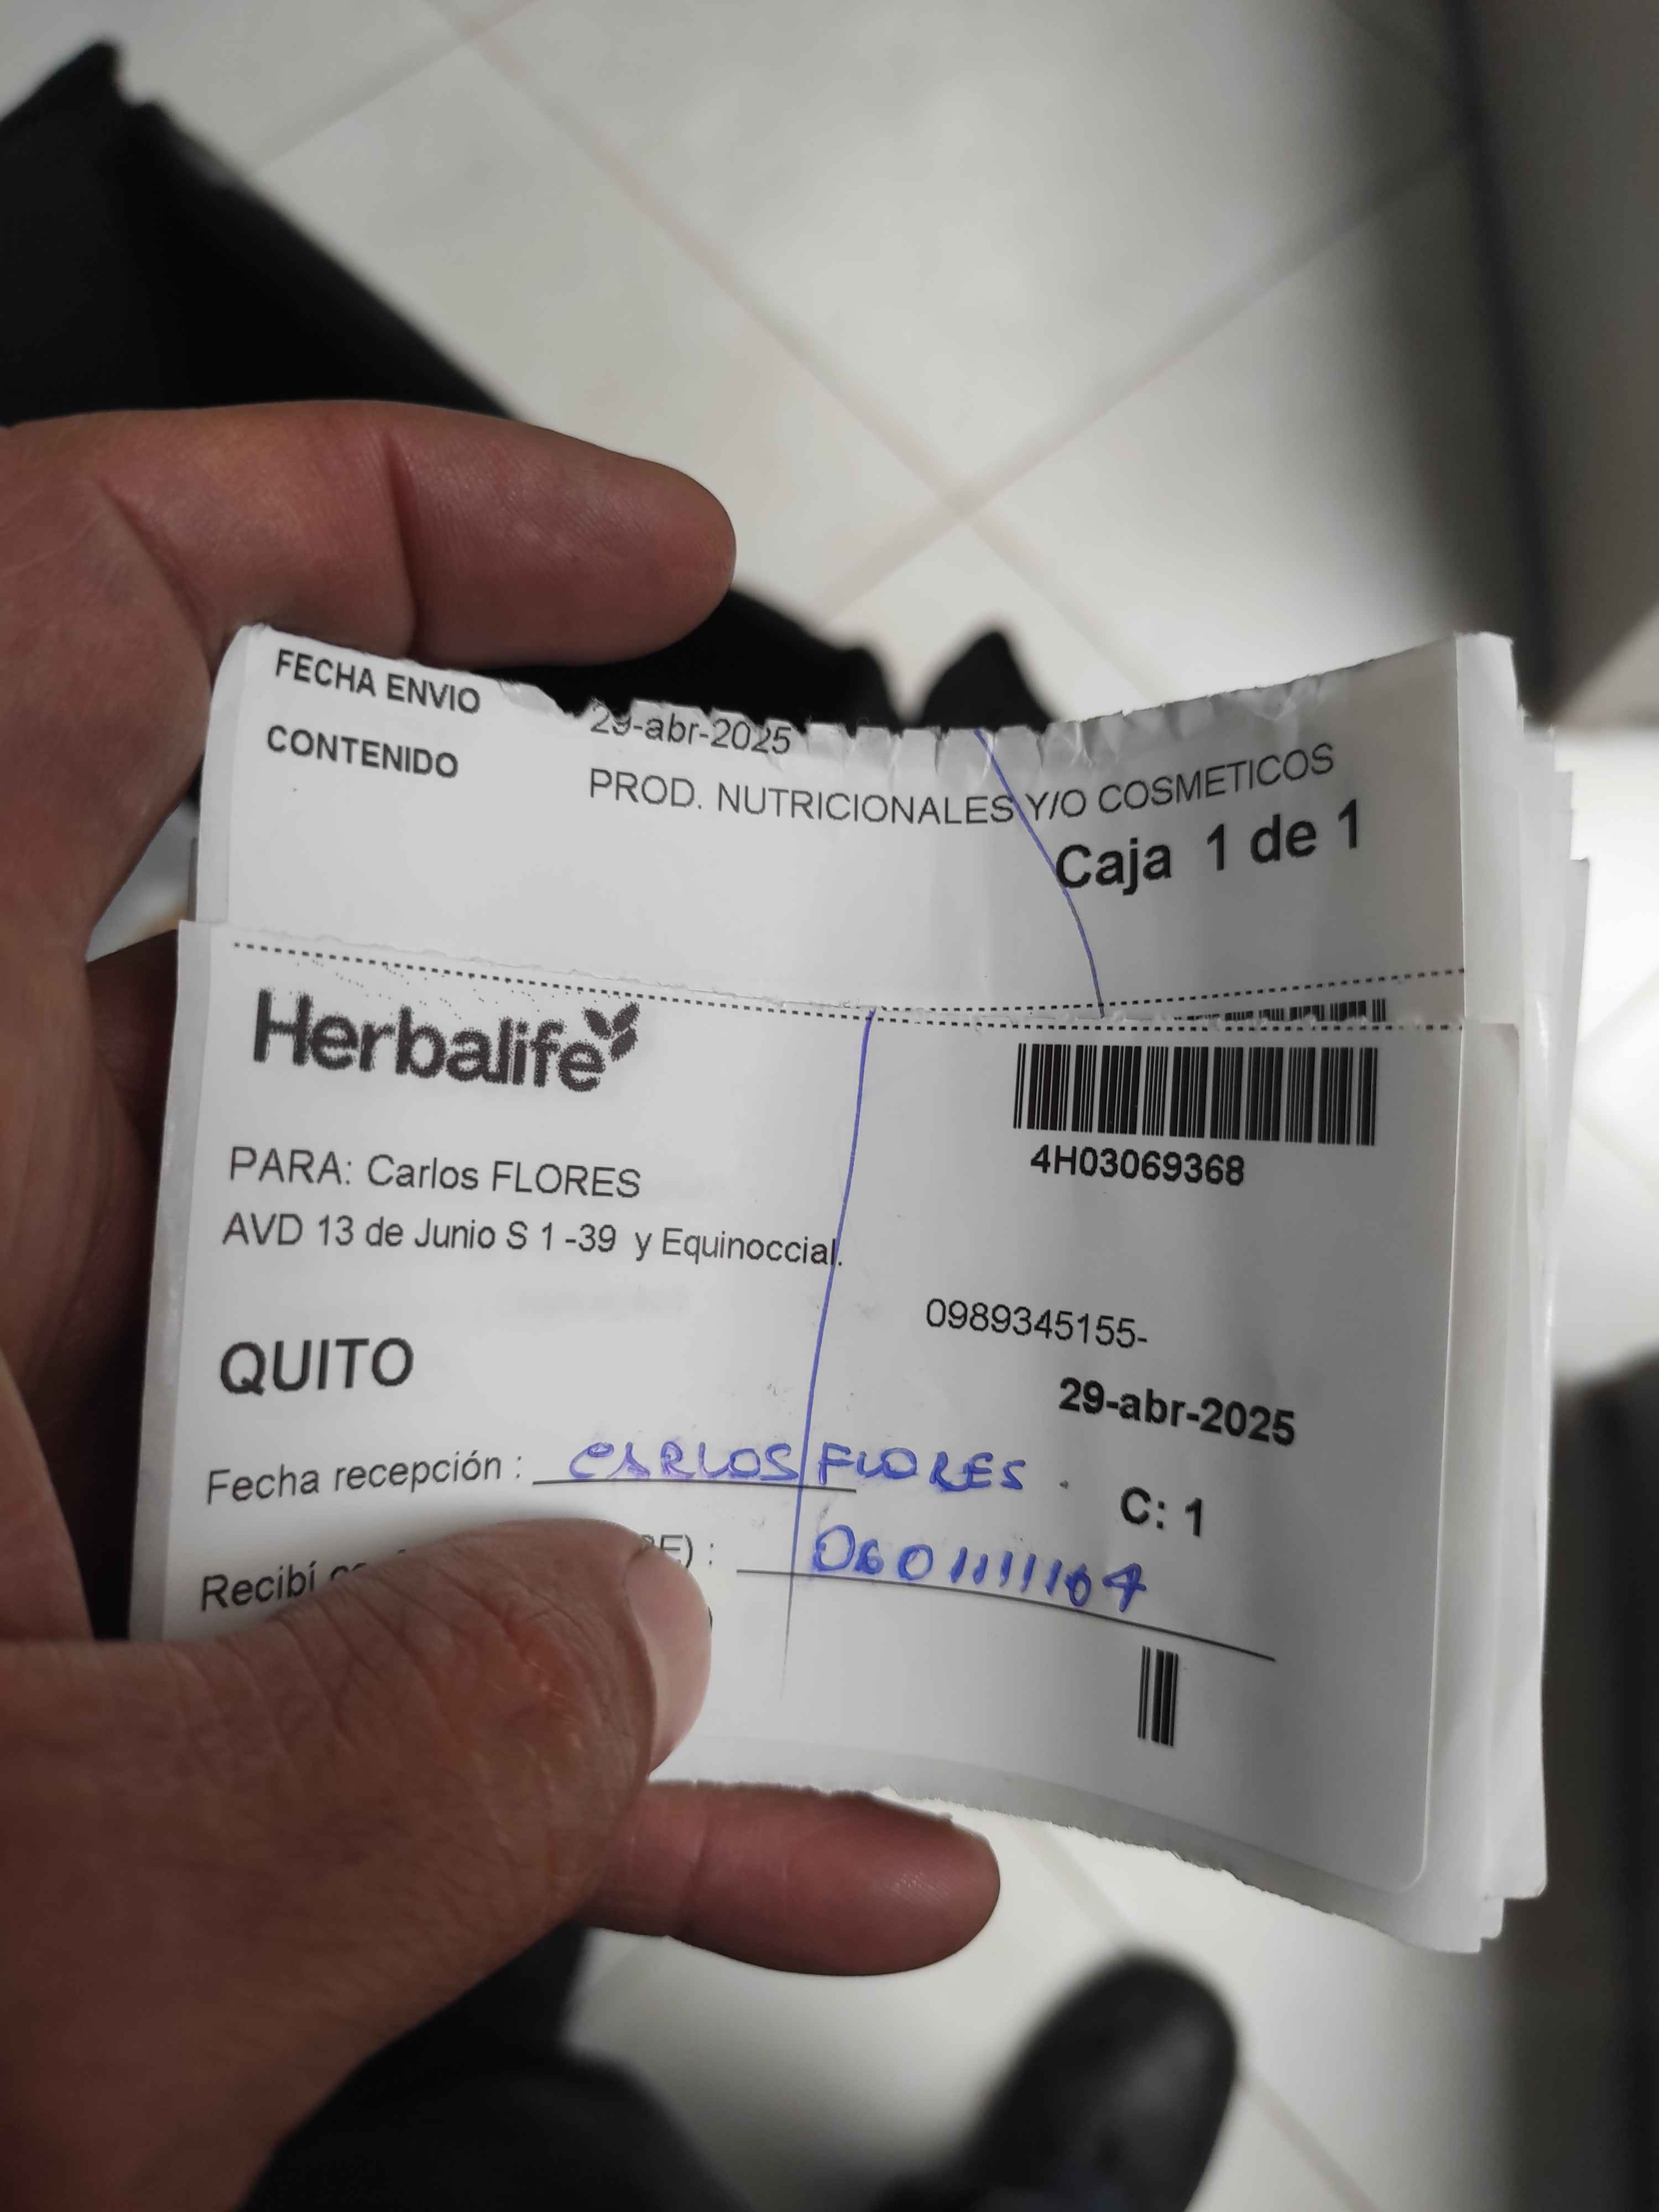 FECHA ENVIO 29-abr-2025
CONTENIDO PROD. NUTRICIONALES Y/O COSMETICOS
Caja 1 de 1
Herbalife
4H03069368
PARA: Carlos FLORES
AVD 13 de Junio S 1 -39 y Equinoccial.
0989345155-
QUITO
29-abr-2025
Fecha recepción : CARLOS FLORES .
C: 1
Recibí : 0601111104